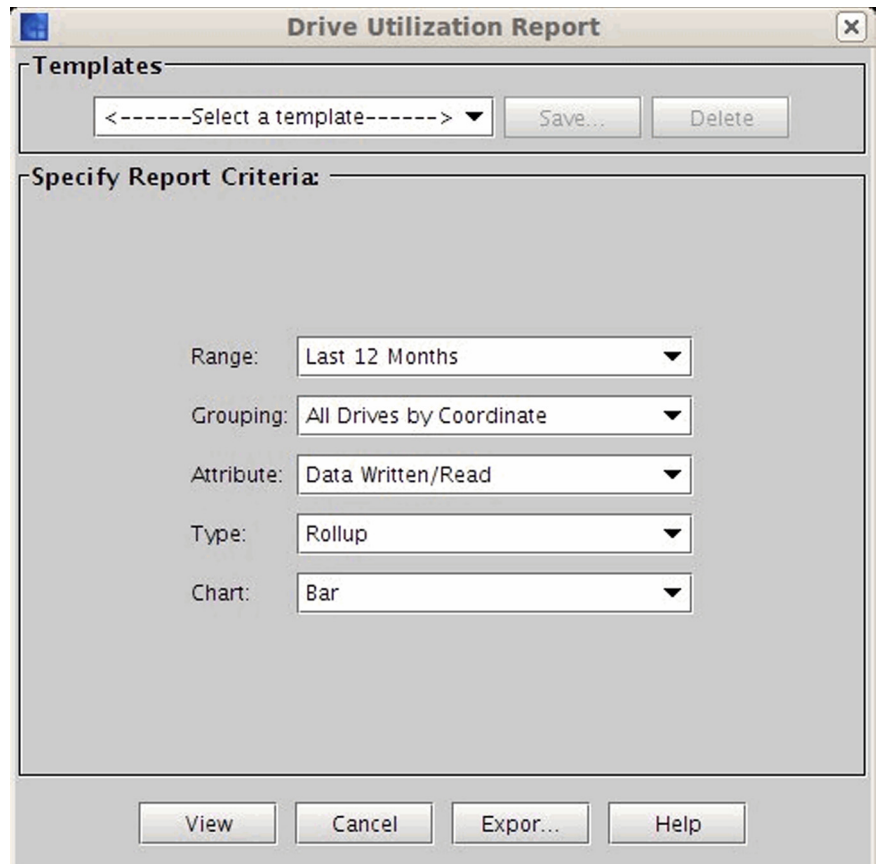 Drive Utilization Report
Templates
<------Select a template------> Save... Delete
Specify Report Criteria:
Range: Last 12 Months
Grouping: All Drives by Coordinate
Attribute: Data Written/Read
Type: Rollup
Chart: Bar
View Cancel Expor... Help